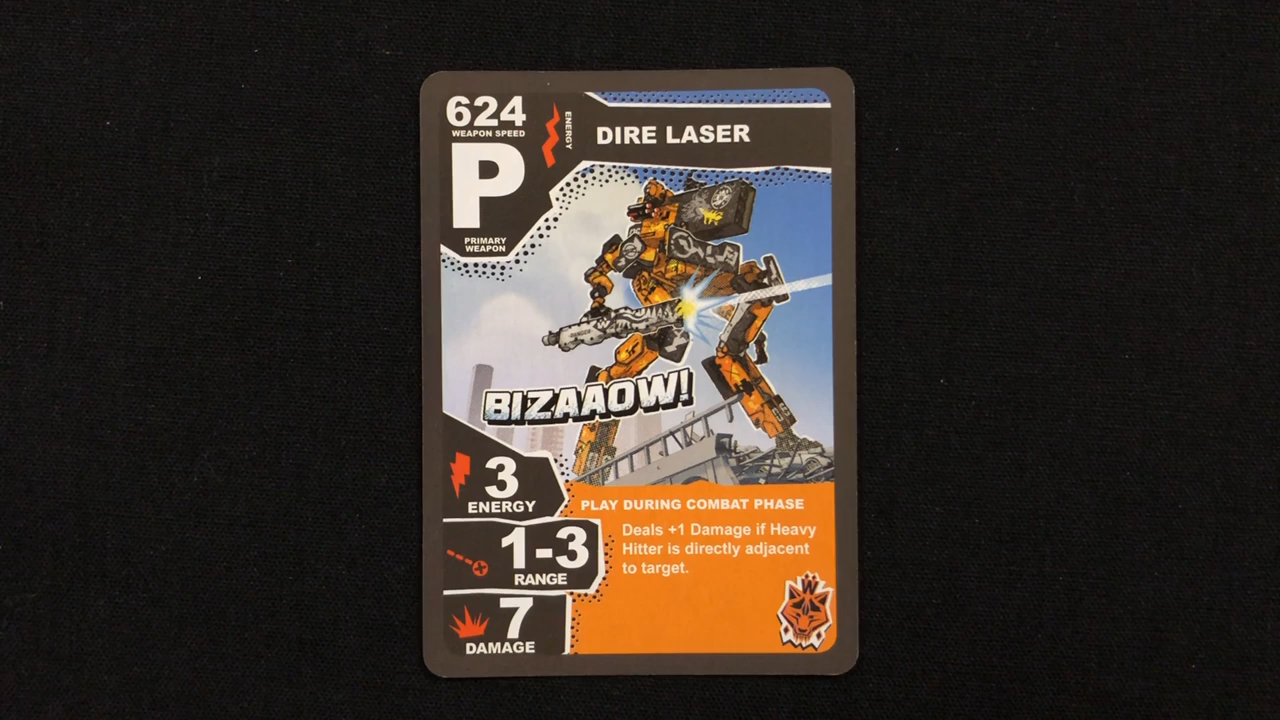 624
WEAPON SPEED
ENERGY
DIRE LASER
P
PRIMARY
WEAPON
DANGER
BIZAAOW!
3
ENERGY
PLAY DURING COMBAT PHASE
1-3
RANGE
Deals +1 Damage if Heavy
Hitter is directly adjacent
to target.
7
DAMAGE
W